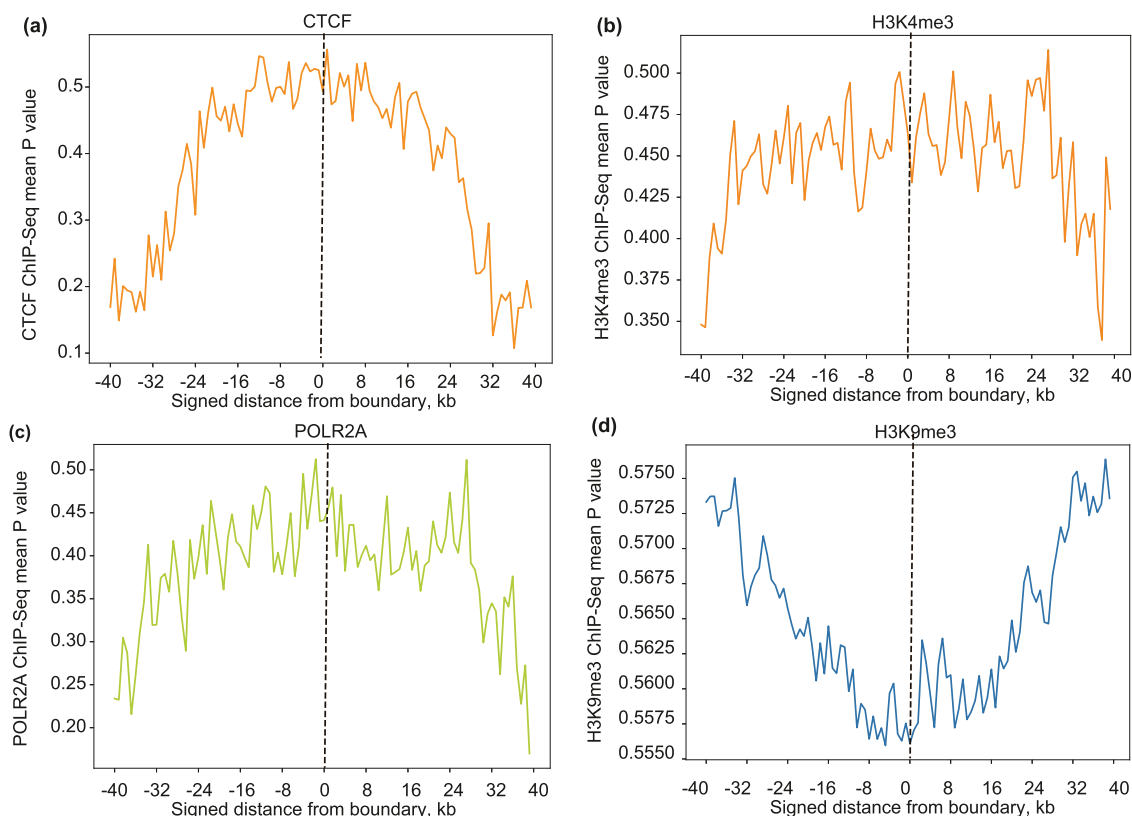 (a)
CTCF
CTCF ChIP-Seq mean P value
0.5
0.4
0.3
0.2
0.1
-40 -32 -24 -16 -8 0 8 16 24 32 40
Signed distance from boundary, kb
(b)
H3K4me3
H3K4me3 ChIP-Seq mean P value
0.500
0.475
0.450
0.425
0.400
0.375
0.350
-40 -32 -24 -16 -8 0 8 16 24 32 40
Signed distance from boundary, kb
(c)
POLR2A
POLR2A ChIP-Seq mean P value
0.50
0.45
0.40
0.35
0.30
0.25
0.20
-40 -32 -24 -16 -8 0 8 16 24 32 40
Signed distance from boundary, kb
(d)
H3K9me3
H3K9me3 ChIP-Seq mean P value
0.5750
0.5725
0.5700
0.5675
0.5650
0.5625
0.5600
0.5575
0.5550
-40 -32 -24 -16 -8 0 8 16 24 32 40
Signed distance from boundary, kb